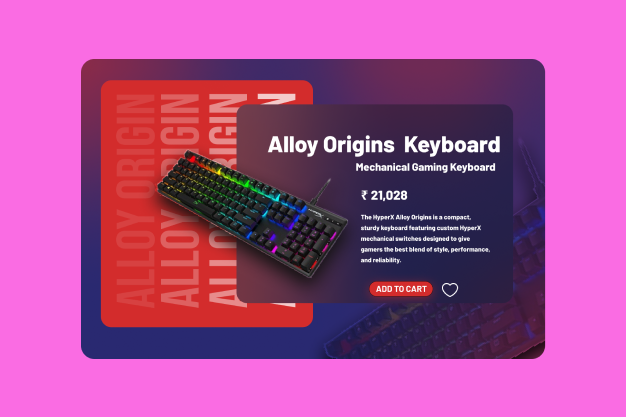 ALLOY ORIGIN
ALLOY ORIGIN
ALLOY ORIGIN
Alloy Origins Keyboard
Mechanical Gaming Keyboard
₹ 21,028
The HyperX Alloy Origins is a compact,
sturdy keyboard featuring custom HyperX
mechanical switches designed to give
gamers the best blend of style, performance,
and reliability.
ADD TO CART